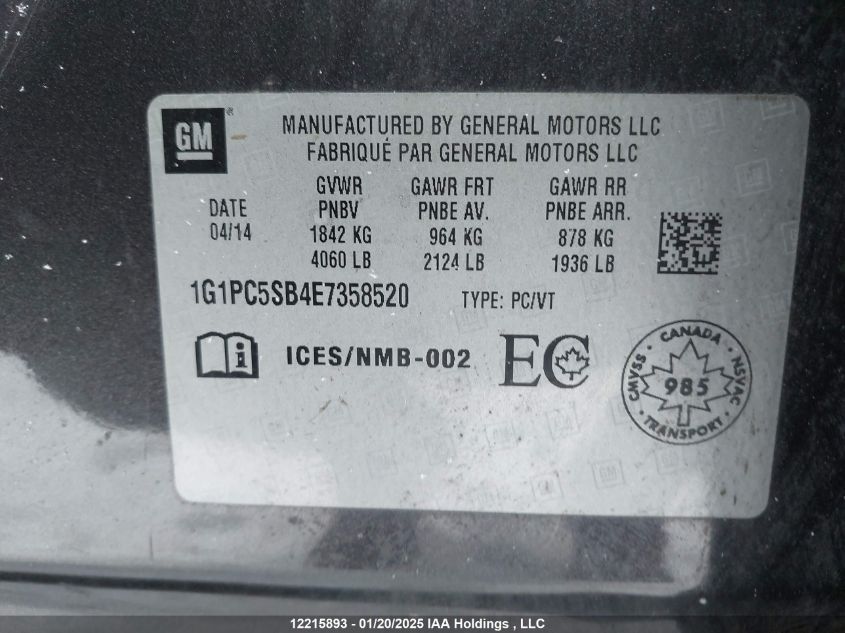 GM
MANUFACTURED BY GENERAL MOTORS LLC
FABRIQUÉ PAR GENERAL MOTORS LLC
DATE
04/14
GVWR
PNBV
1842 KG
4060 LB
GAWR FRT
PNBE AV.
964 KG
2124 LB
GAWR RR
PNBE ARR.
878 KG
1936 LB
1G1PC5SB4E7358520 TYPE: PC/VT
i ICES/NMB-002 EC
CANADA
CMVSS 985 NSVAC
TRANSPORT
12215893 - 01/20/2025 IAA Holdings , LLC